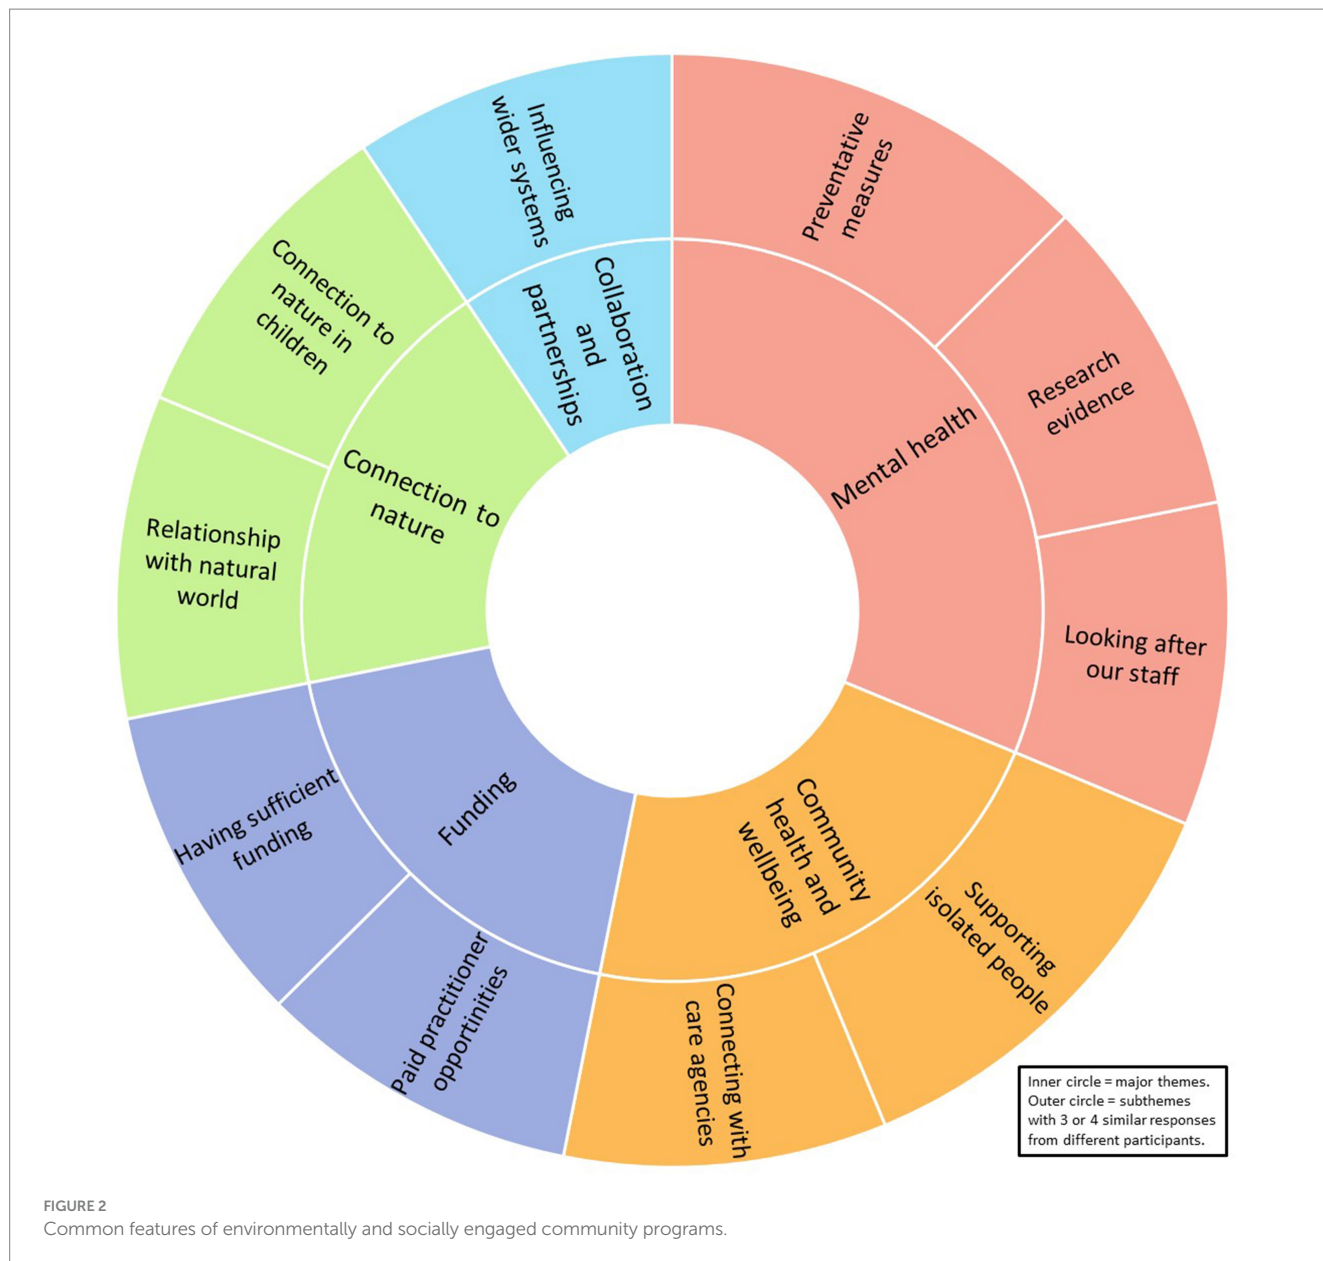 Influencing
wider systems
Collaboration
and
partnerships
Preventative
measures
Research
evidence
Mental health
Looking after
our staff
Supporting
isolated people
Community
health and
wellbeing
Connecting with
care agencies
Paid practitioner
opportinities
Funding
Having sufficient
funding
Relationship
with natural
world
Connection to
nature
Connection to
nature in
children
Inner circle = major themes.
Outer circle = subthemes
with 3 or 4 similar responses
from different participants.
FIGURE 2
Common features of environmentally and socially engaged community programs.